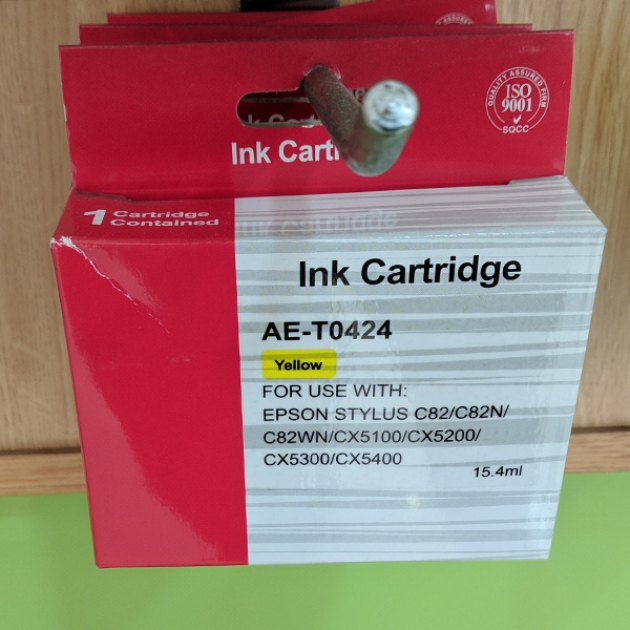 QUALITY ASSURED FIRM
ISO
9001
SQCC
Ink Cart
1 Cartridge
Contained
Ink Cartridge
AE-T0424
Yellow
FOR USE WITH:
EPSON STYLUS C82/C82N/
C82WN/CX5100/CX5200/
CX5300/CX5400
15.4ml